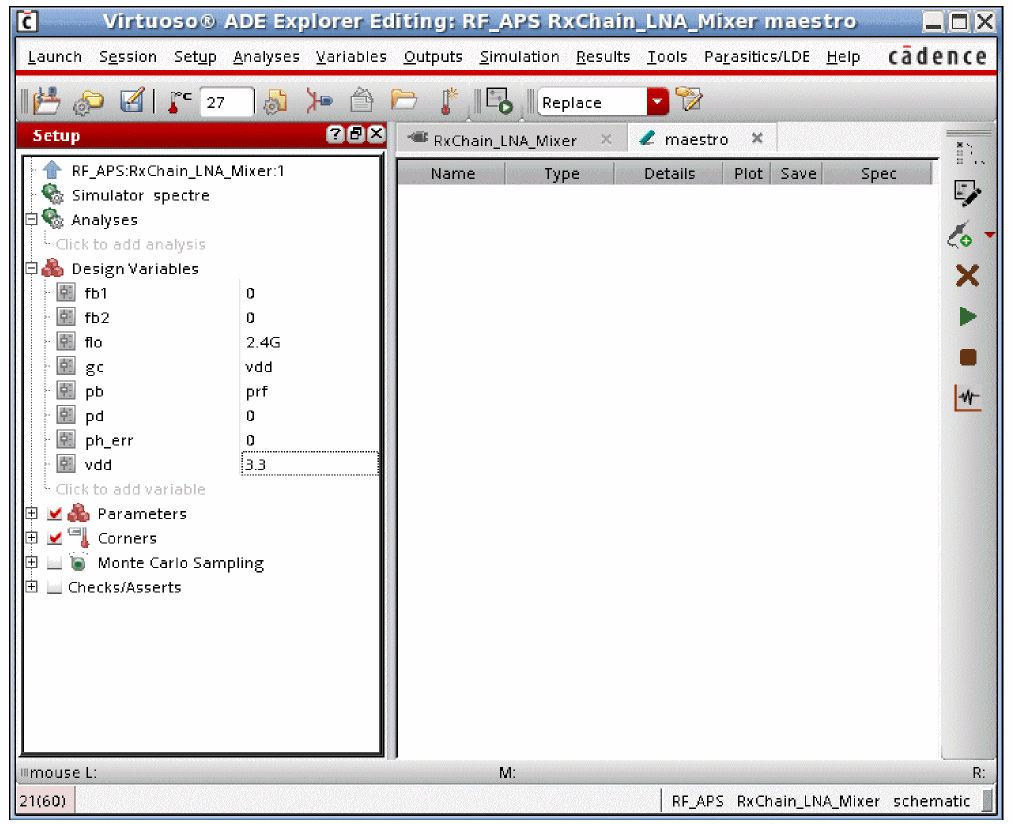 Virtuoso® ADE Explorer Editing: RF_APS RxChain_LNA_Mixer maestro
Launch Session Setup Analyses Variables Outputs Simulation Results Tools Parasitics/LDE Help cādence
°C 27 Replace
Setup
RxChain_LNA_Mixer maestro
RF_APS:RxChain_LNA_Mixer:1
Name Type Details Plot Save Spec
Simulator spectre
Analyses
Click to add analysis
Design Variables
fb1 0
fb2 0
flo 2.4G
gc vdd
pb prf
pd 0
ph_err 0
vdd 3.3
Click to add variable
Parameters
Corners
Monte Carlo Sampling
Checks/Asserts
mouse L: M: R:
21(60) RF_APS RxChain_LNA_Mixer schematic